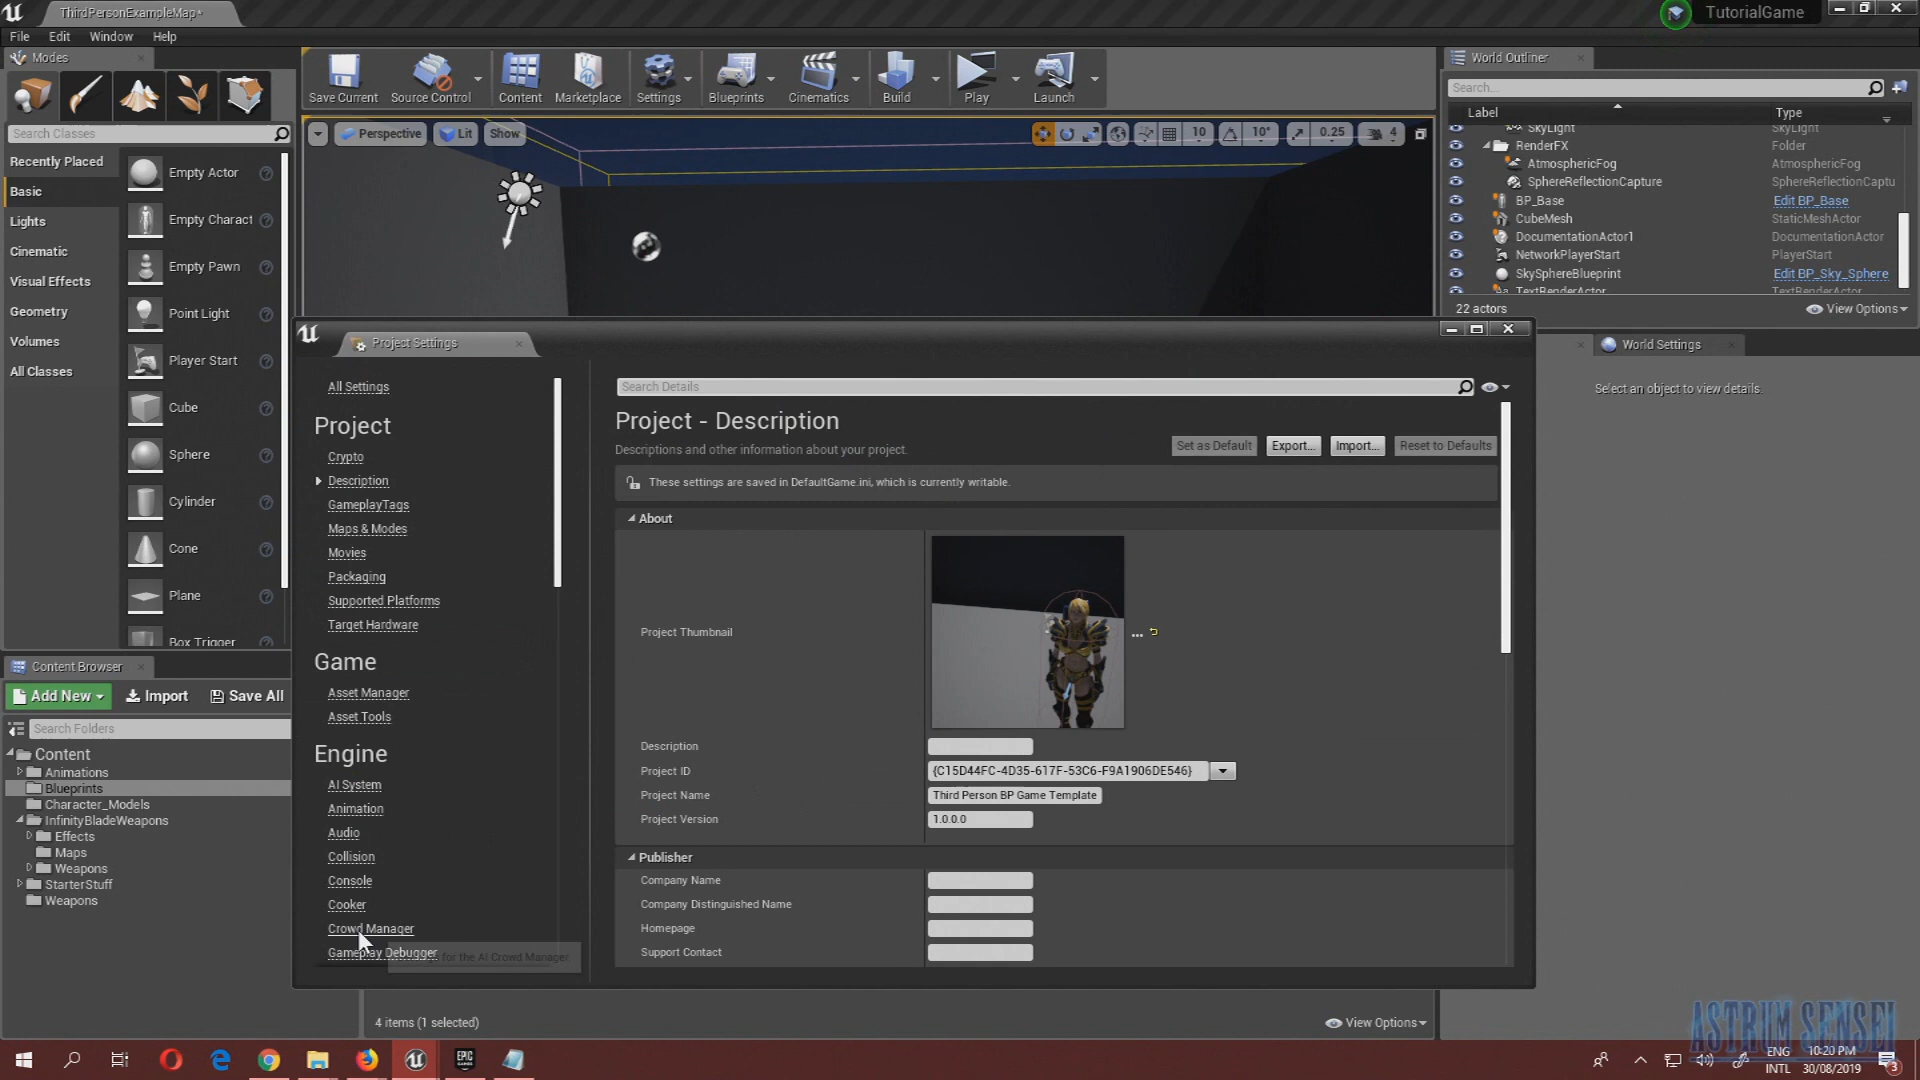 ThirdPersonExampleMap*
TutorialGame
File Edit Window Help
Modes
Search Classes
Recently Placed
Basic
Lights
Cinematic
Visual Effects
Geometry
Volumes
All Classes
Empty Actor
Empty Charact
Empty Pawn
Point Light
Player Start
Cube
Sphere
Cylinder
Cone
Plane
Box Trigger
Save Current
Source Control
Content
Marketplace
Settings
Blueprints
Cinematics
Build
Play
Launch
Perspective
Lit
Show
10
10°
0.25
4
World Outliner
Search...
Label Type
SkyLight SkyLight
RenderFX Folder
AtmosphericFog AtmosphericFog
SphereReflectionCapture SphereReflectionCaptu
BP_Base Edit BP_Base
CubeMesh StaticMeshActor
DocumentationActor1 DocumentationActor
NetworkPlayerStart PlayerStart
SkySphereBlueprint Edit BP_Sky_Sphere
TextRenderActor TextRenderActor
22 actors
View Options
World Settings
Select an object to view details.
Project Settings
All Settings
Project
Crypto
Description
GameplayTags
Maps & Modes
Movies
Packaging
Supported Platforms
Target Hardware
Game
Asset Manager
Asset Tools
Engine
AI System
Animation
Audio
Collision
Console
Cooker
Crowd Manager
Gameplay Debugger
for the AI Crowd Manager.
Search Details
Project - Description
Descriptions and other information about your project.
Set as Default
Export...
Import...
Reset to Defaults
These settings are saved in DefaultGame.ini, which is currently writable.
About
Project Thumbnail
...
Description
Project ID {C15D44FC-4D35-617F-53C6-F9A1906DE546}
Project Name Third Person BP Game Template
Project Version 1.0.0.0
Publisher
Company Name
Company Distinguished Name
Homepage
Support Contact
Content Browser
Add New
Import
Save All
Search Folders
Content
Animations
Blueprints
Character_Models
InfinityBladeWeapons
Effects
Maps
Weapons
StarterStuff
Weapons
4 items (1 selected)
View Options
ASTRUM SENSEI
EPIC
GAMES
ENG
INTL
10:20 PM
30/08/2019
3